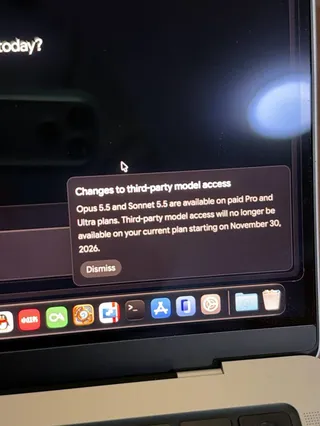 today?
Changes to third-party model access
Opus 5.5 and Sonnet 5.5 are available on paid Pro and
Ultra plans. Third-party model access will no longer be
available on your current plan starting on November 30,
2026.
Dismiss